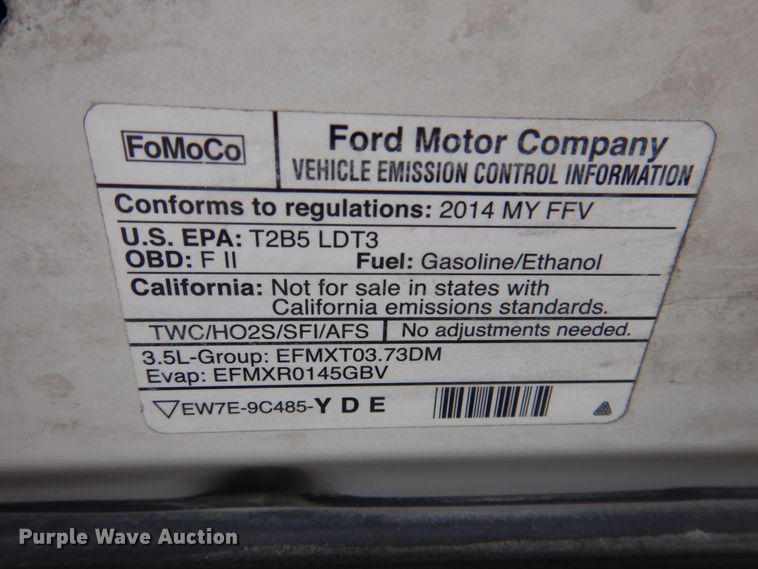 FoMoCo
Ford Motor Company
VEHICLE EMISSION CONTROL INFORMATION
Conforms to regulations: 2014 MY FFV
U.S. EPA: T2B5 LDT3
OBD: F II Fuel: Gasoline/Ethanol
California: Not for sale in states with
California emissions standards.
TWC/HO2S/SFI/AFS No adjustments needed.
3.5L-Group: EFMXT03.73DM
Evap: EFMXR0145GBV
EW7E-9C485-YDE
Purple Wave Auction